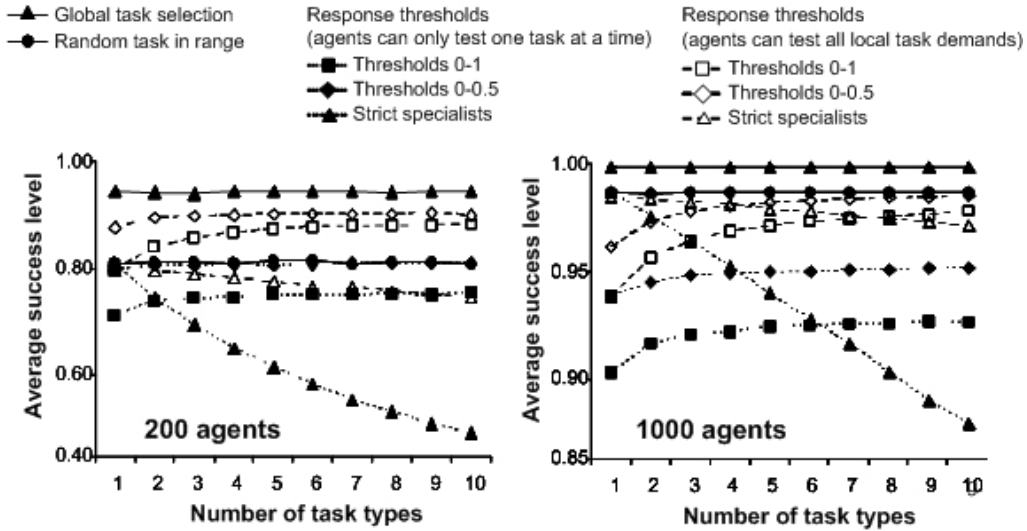 Global task selection
Random task in range
Response thresholds
(agents can only test one task at a time)
Thresholds 0-1
Thresholds 0-0.5
Strict specialists
Response thresholds
(agents can test all local task demands)
Thresholds 0-1
Thresholds 0-0.5
Strict specialists
Average success level
1.00
0.80
0.60
0.40
200 agents
1 2 3 4 5 6 7 8 9 10
Number of task types
Average success level
1.00
0.95
0.90
0.85
1000 agents
1 2 3 4 5 6 7 8 9 10
Number of task types